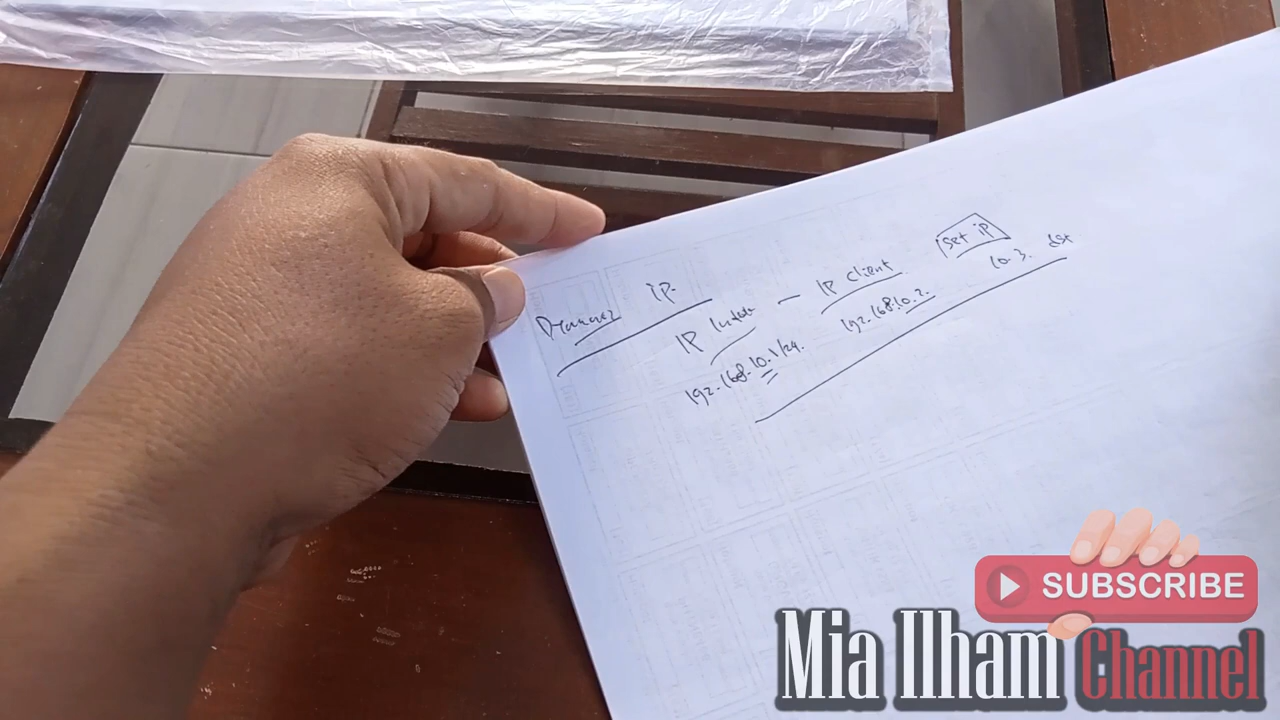 IP.
IP
192.168.10.1/24.
IP Client
192.168.10.2.
Set IP
10.3. dst
SUBSCRIBE
Mia Ilham Channel